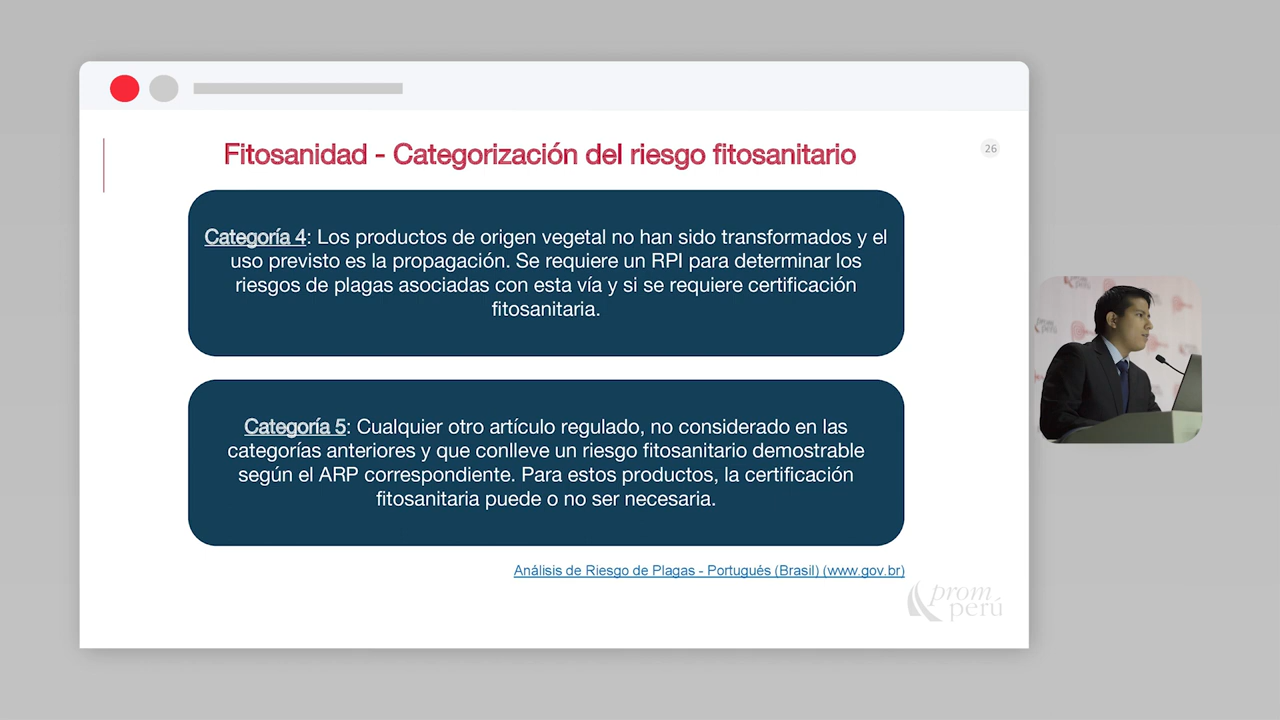 Fitosanidad - Categorización del riesgo fitosanitario
26
Categoría 4: Los productos de origen vegetal no han sido transformados y el
uso previsto es la propagación. Se requiere un RPI para determinar los
riesgos de plagas asociadas con esta vía y si se requiere certificación
fitosanitaria.
Categoría 5: Cualquier otro artículo regulado, no considerado en las
categorías anteriores y que conlleve un riesgo fitosanitario demostrable
según el ARP correspondiente. Para estos productos, la certificación
fitosanitaria puede o no ser necesaria.
Análisis de Riesgo de Plagas - Portugués (Brasil) (www.gov.br)
prom
perú